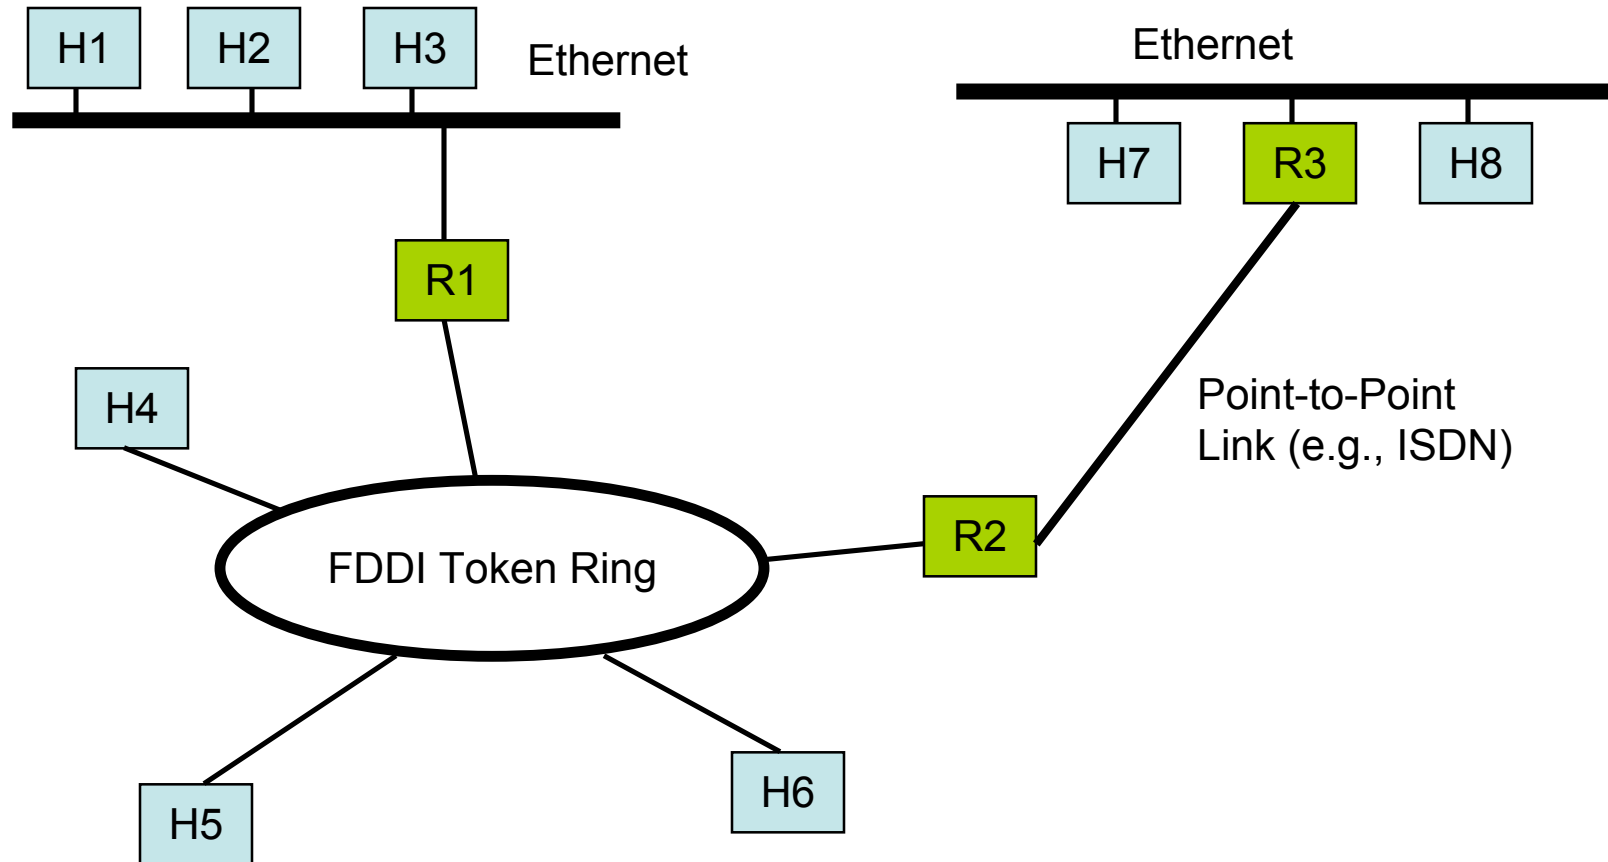 H1
H2
H3
Ethernet
Ethernet
H7
R3
H8
R1
H4
Point-to-Point
Link (e.g., ISDN)
R2
FDDI Token Ring
H6
H5